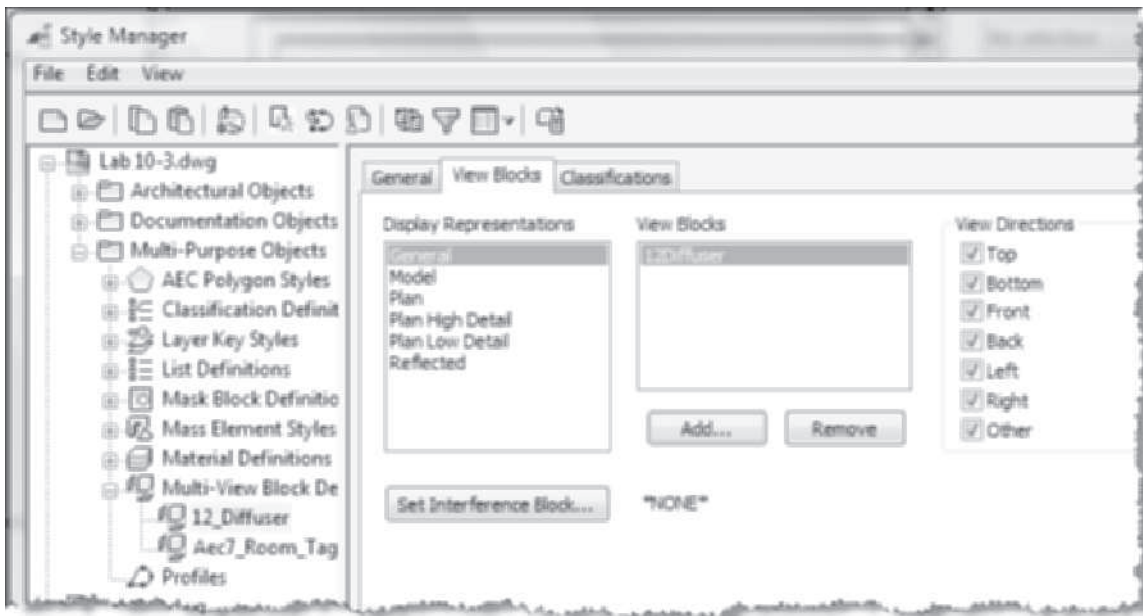 Style Manager
File Edit View
Lab 10-3.dwg
Architectural Objects
Documentation Objects
Multi-Purpose Objects
AEC Polygon Styles
Classification Definit
Layer Key Styles
List Definitions
Mask Block Definitio
Mass Element Styles
Material Definitions
Multi-View Block De
12_Diffuser
Aec7_Room_Tag
Profiles
General View Blocks Classifications
Display Representations
General
Model
Plan
Plan High Detail
Plan Low Detail
Reflected
Set Interference Block...
View Blocks
12Diffuser
Add... Remove
*NONE*
View Directions
Top
Bottom
Front
Back
Left
Right
Other